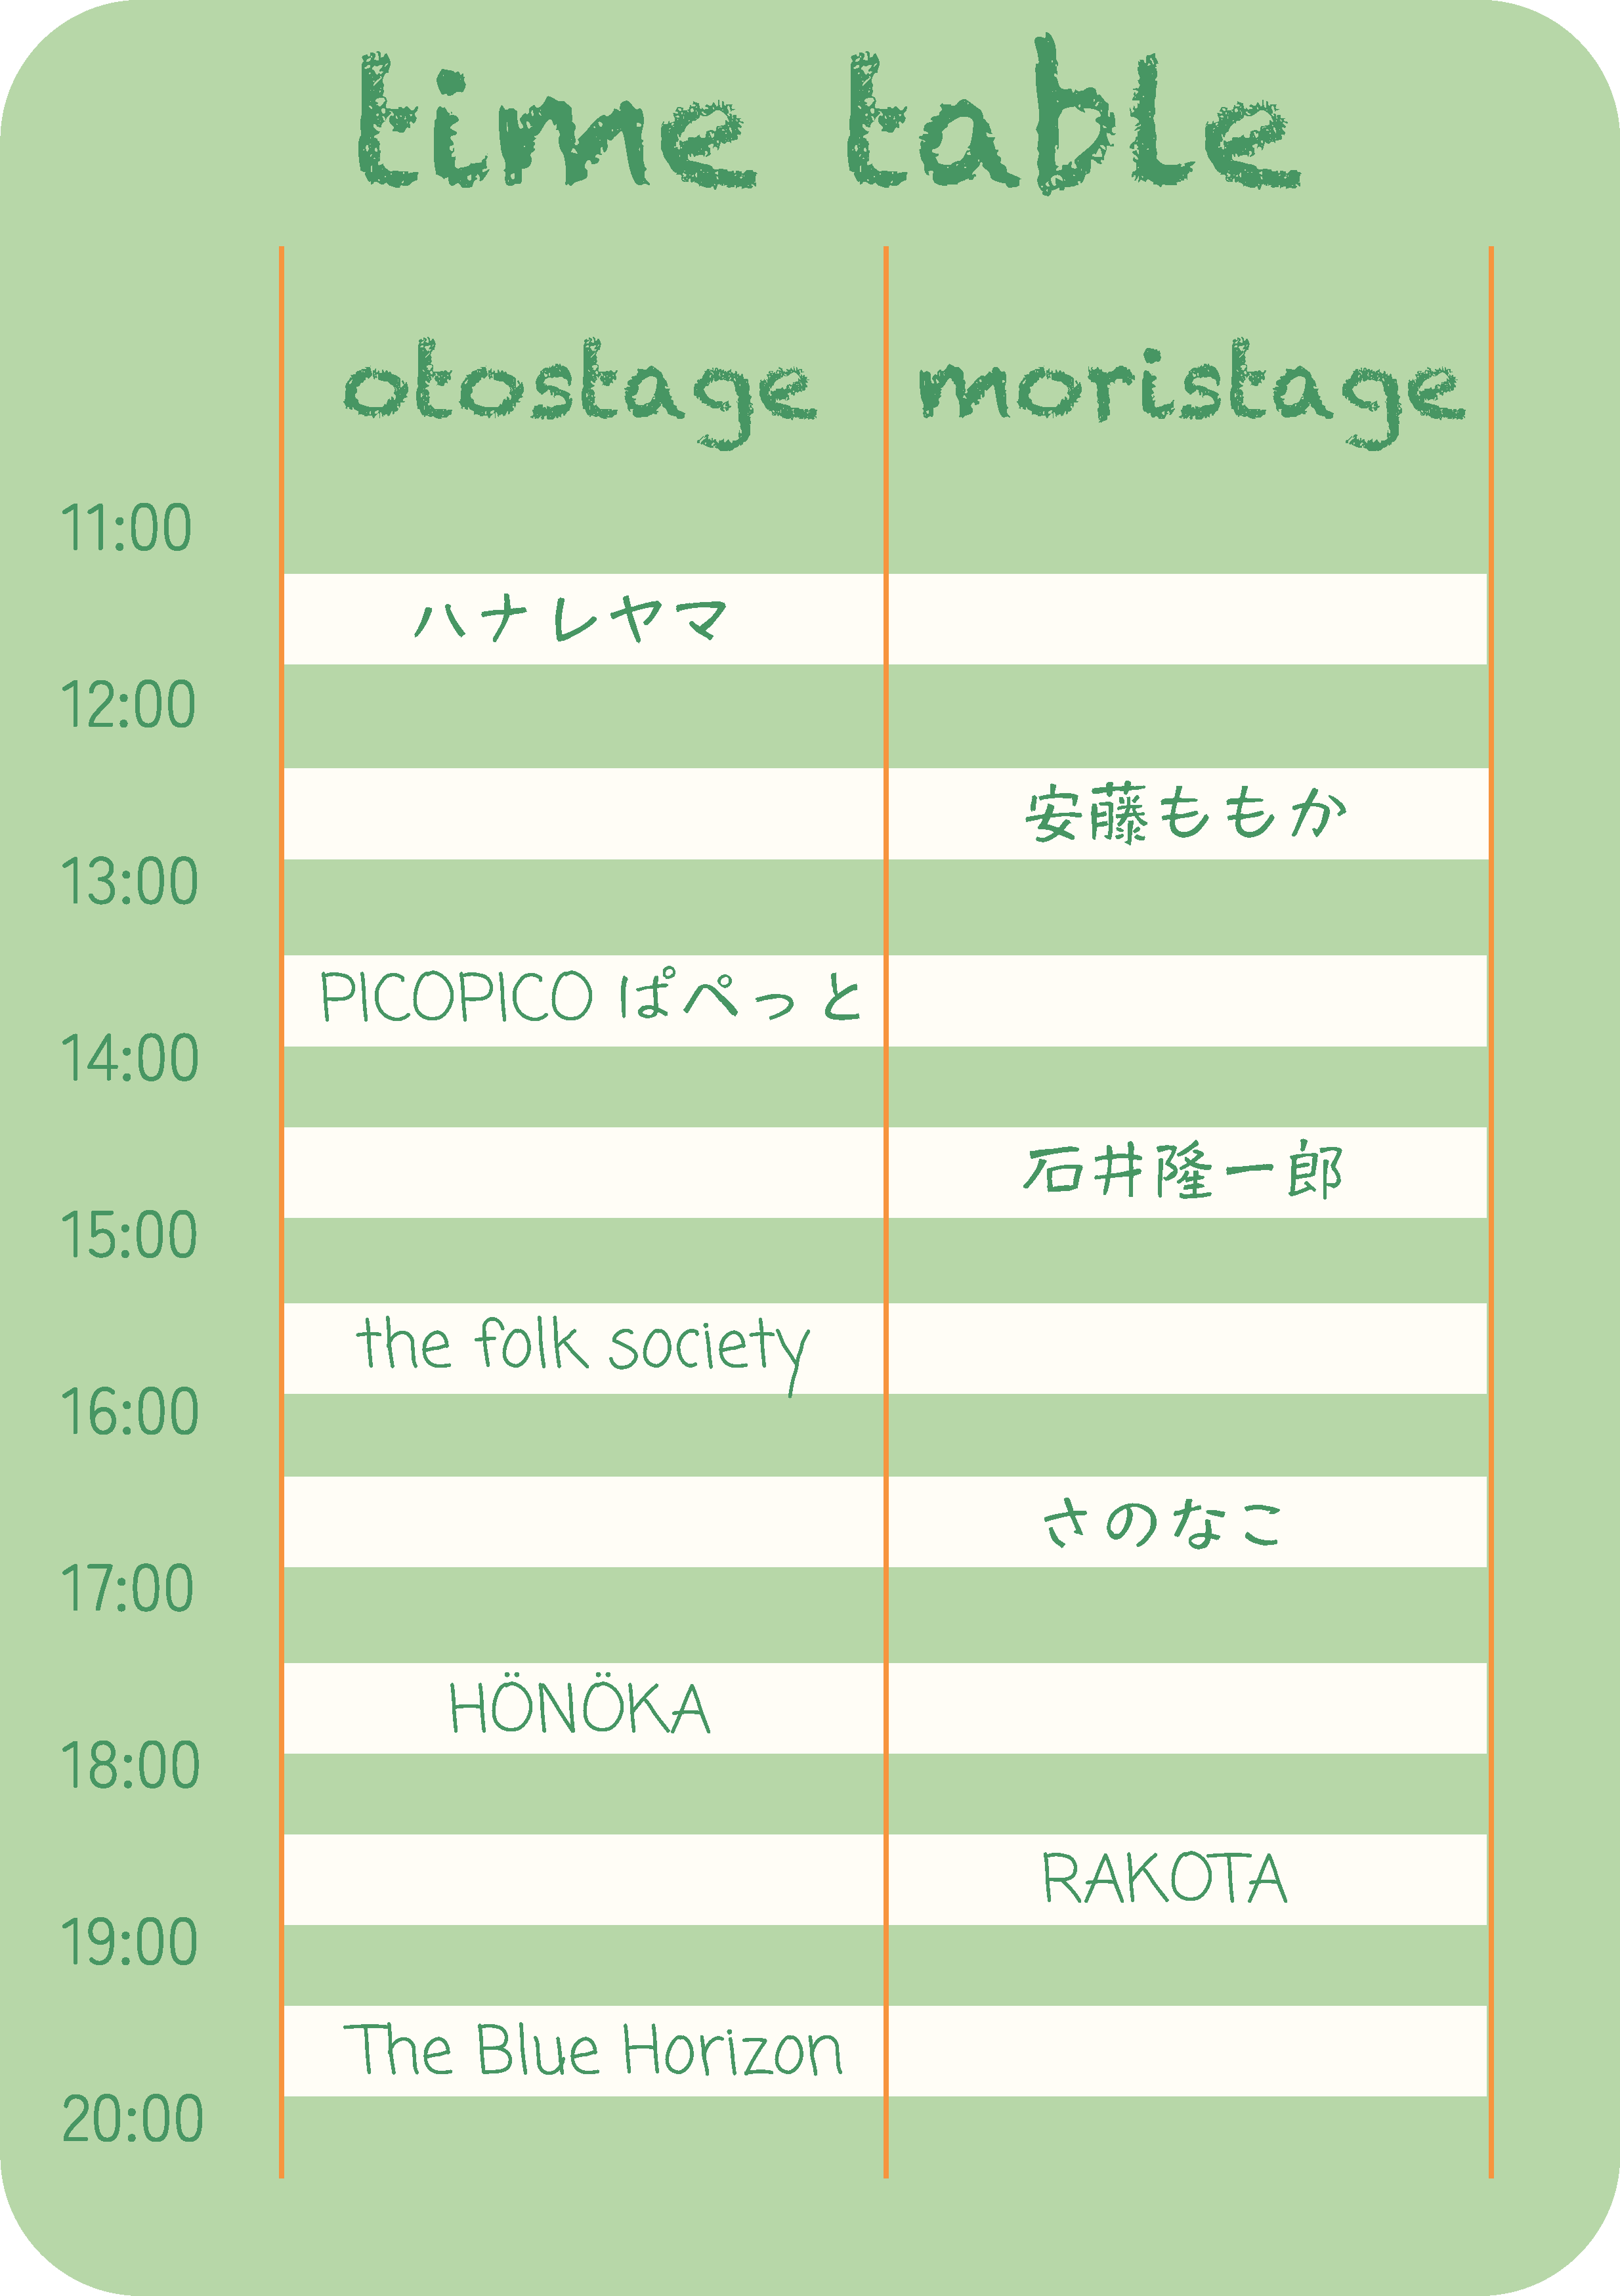 time table
otostage moristage
11:00
ハナレヤマ
12:00
安藤ももか
13:00
PICOPICO ぱぺっと
14:00
石井隆一郎
15:00
the folk society
16:00
さのなこ
17:00
HÖNÖKA
18:00
RAKOTA
19:00
The Blue Horizon
20:00